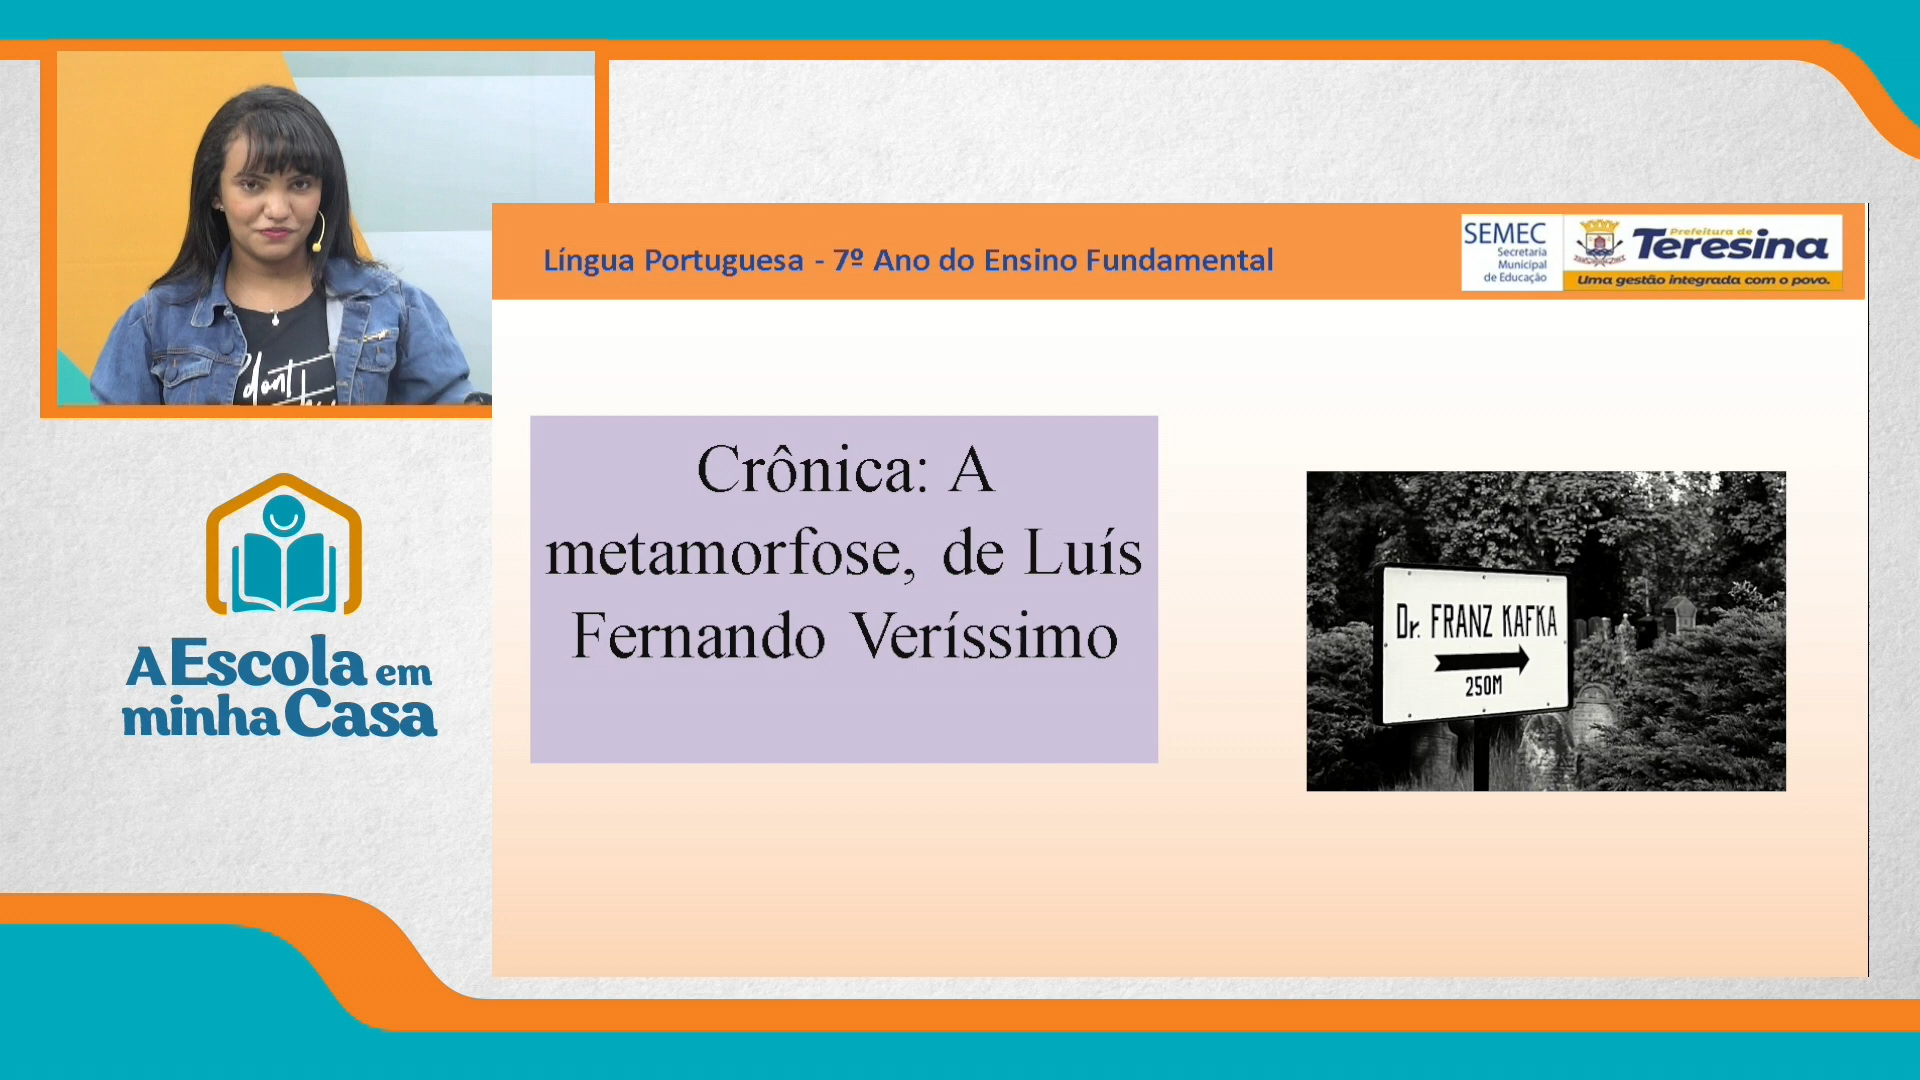 Língua Portuguesa - 7º Ano do Ensino Fundamental
SEMEC
Secretaria
Municipal
de Educação
Prefeitura de
Teresina
Uma gestão integrada com o povo.
dont
Crônica: A
metamorfose, de Luís
Fernando Veríssimo
Dr. FRANZ KAFKA
250M
A Escola em
minha Casa